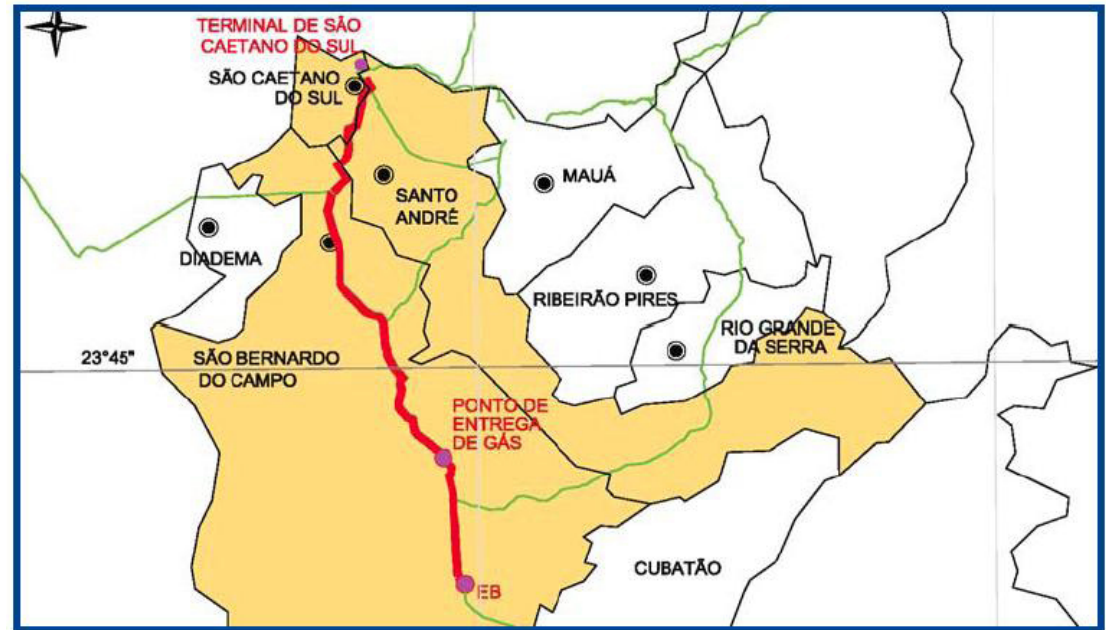 TERMINAL DE SÃO
CAETANO DO SUL
SÃO CAETANO
DO SUL
MAUÁ
SANTO
ANDRÉ
DIADEMA
RIBEIRÃO PIRES
RIO GRANDE
DA SERRA
23°45"
SÃO BERNARDO
DO CAMPO
PONTO DE
ENTREGA
DE GÁS
CUBATÃO
EB